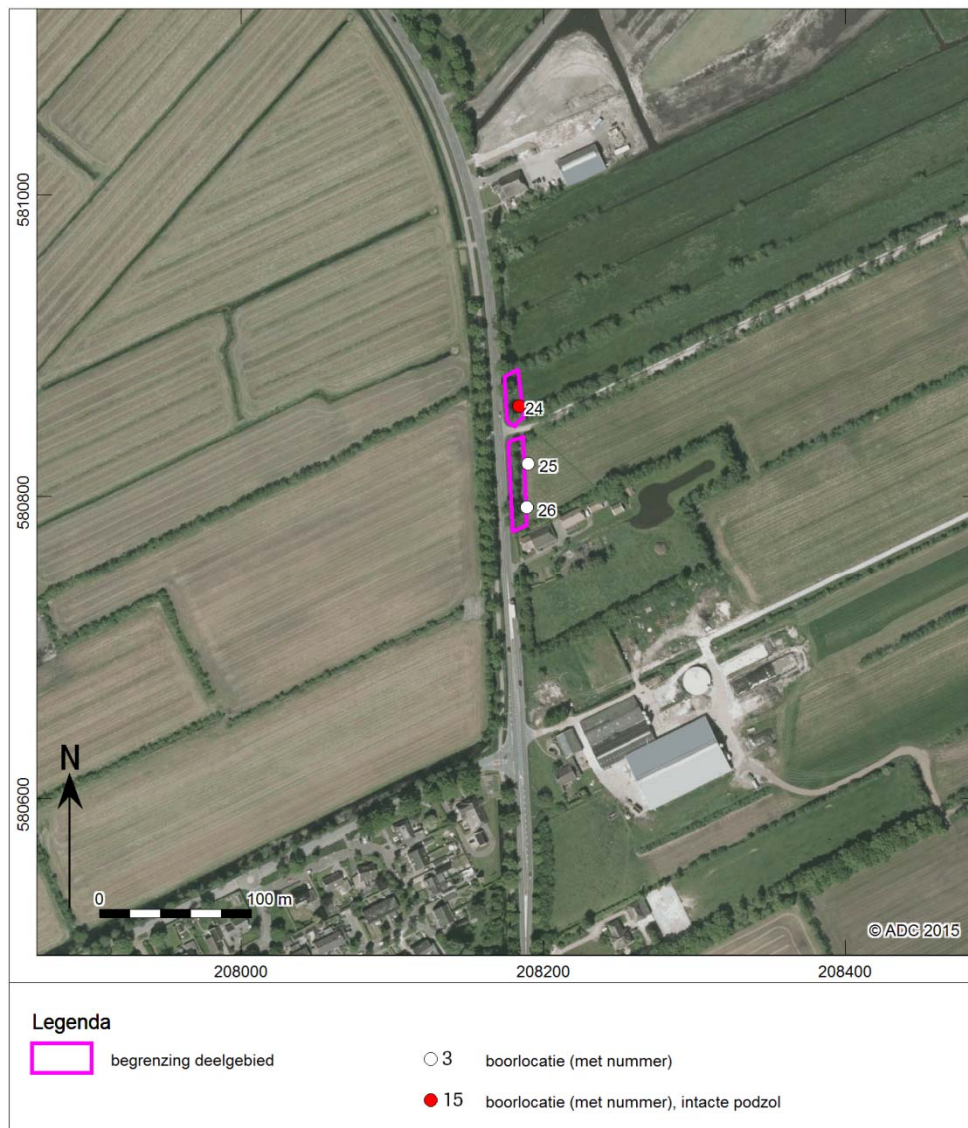 581000
24
25
580800
26
580600
N
0 100 m
© ADC 2015
208000 208200 208400
Legenda
begrenzing deelgebied
3 boorlocatie (met nummer)
15 boorlocatie (met nummer), intacte podzol